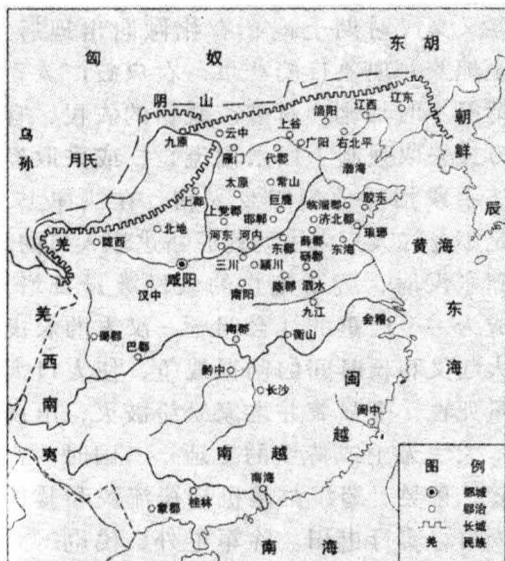 匈 奴
东 胡
阴 山
乌孙
月氏
朝鲜
辰
九原
云中
雁
上谷
代郡
渔阳
广阳
右北平
辽西
辽东
渤海
上郡
太原
常山
巨鹿
上党郡
邯郸
临淄郡
胶东
济北郡
琅琊
黄海
羌
陇西
北地
咸阳
河东
河内
东郡
薛郡
东海
三川
颍川
砀郡
陈郡
泗水
汉中
南阳
九江
会稽
东海
羌
蜀郡
巴郡
南郡
衡山
黔中
长沙
闽越
闽中
西南夷
南越
南海
桂林
象郡
南 海
图 例
都城
郡治
长城
羌 民族